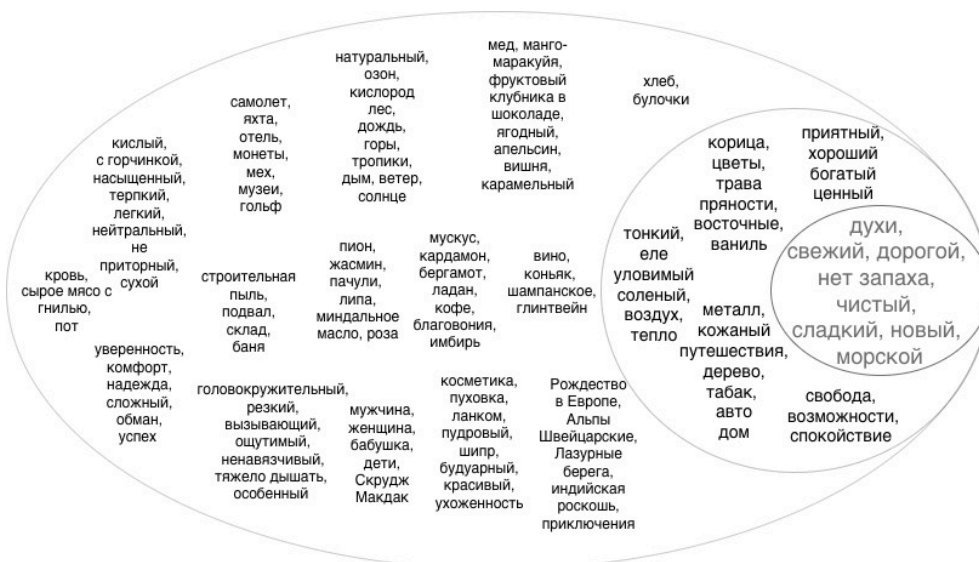 натуральный,
озон,
кислород
лес,
дождь,
горы,
тропики,
дым, ветер,
солнце
мед, манго-
маракуйя,
фруктовый
клубника в
шоколаде,
ягодный,
апельсин,
вишня,
карамельный
хлеб,
булочки
самолет,
яхта,
отель,
монеты,
мех,
музеи,
гольф
кислый,
с горчинкой,
насыщенный,
терпкий,
легкий,
нейтральный,
не
приторный,
сухой
корица,
цветы,
трава
пряности,
восточные,
ваниль
приятный,
хороший
богатый
ценный
духи,
свежий, дорогой,
нет запаха,
чистый,
сладкий, новый,
морской
тонкий,
еле
уловимый
соленый,
воздух,
тепло
кровь,
сырое мясо с
гнилью,
пот
строительная
пыль,
подвал,
склад,
баня
пион,
жасмин,
пачули,
липа,
миндальное
масло, роза
мускус,
кардамон,
бергамот,
ладан,
кофе,
благовония,
имбирь
вино,
коньяк,
шампанское,
глинтвейн
металл,
кожаный
путешествия,
дерево,
табак,
авто
дом
свобода,
возможности,
спокойствие
уверенность,
комфорт,
надежда,
сложный,
обман,
успех
головокружительный,
резкий,
вызывающий,
ощутимый,
ненавязчивый,
тяжело дышать,
особенный
мужчина,
женщина,
бабушка,
дети,
Скрудж
Макдак
косметика,
пуховка,
ланком,
пудровый,
шипр,
будуарный,
красивый,
ухоженность
Рождество
в Европе,
Альпы
Швейцарские,
Лазурные
берега,
индийская
роскошь,
приключения